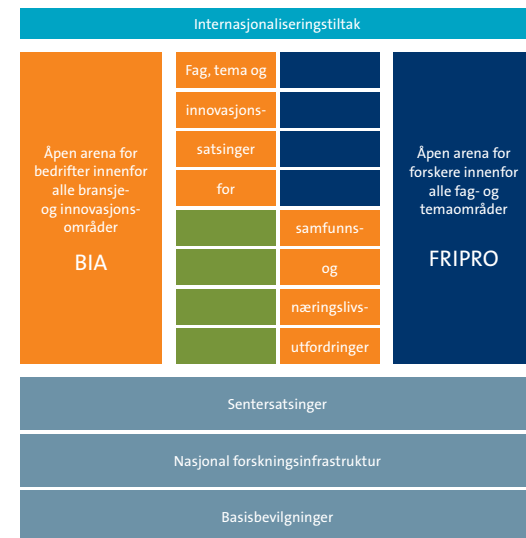 Internasjonaliseringstiltak
Åpen arena for
bedrifter innenfor
alle bransje-
og innovasjons-
områder
BIA
Fag, tema og
innovasjons-
satsinger
for
samfunns-
og
næringslivs-
utfordringer
Åpen arena for
forskere innenfor
alle fag- og
temaområder
FRIPRO
Sentersatsinger
Nasjonal forskningsinfrastruktur
Basisbevilgninger